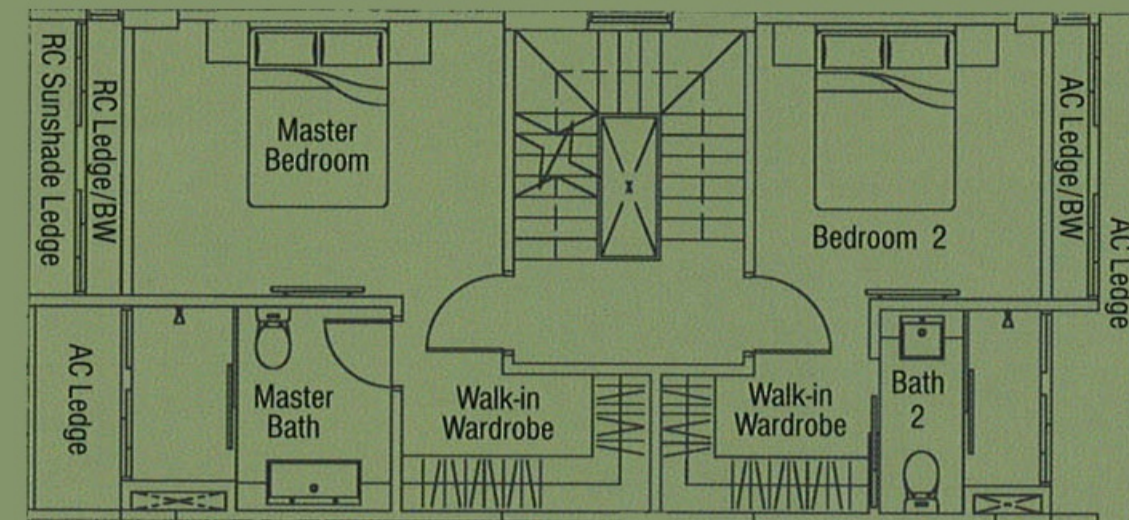 RC Sunshade Ledge
RC Ledge/BW
Master
Bedroom
Bedroom 2
AC Ledge/BW
AC Ledge
AC Ledge
Master
Bath
Walk-in
Wardrobe
Walk-in
Wardrobe
Bath
2